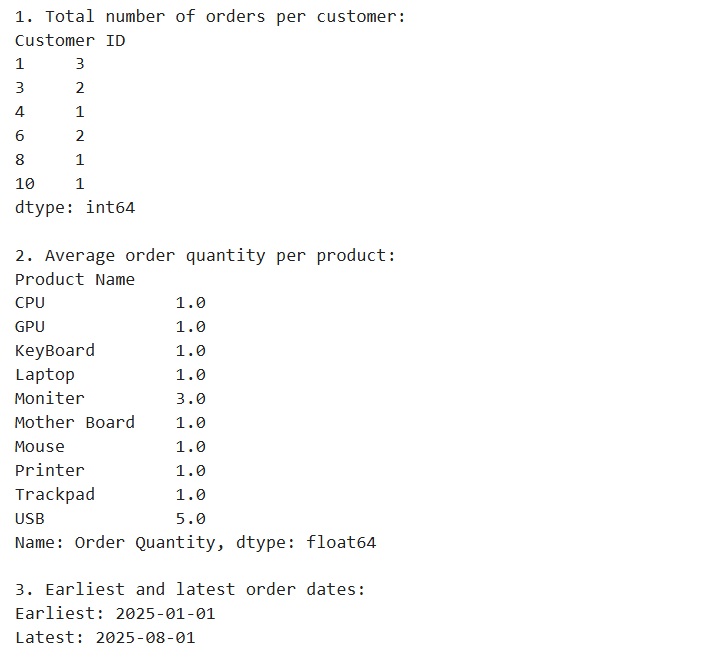 1. Total number of orders per customer:
Customer ID
1     3
3     2
4     1
6     2
8     1
10    1
dtype: int64

2. Average order quantity per product:
Product Name
CPU             1.0
GPU             1.0
KeyBoard        1.0
Laptop          1.0
Moniter         3.0
Mother Board    1.0
Mouse           1.0
Printer         1.0
Trackpad        1.0
USB             5.0
Name: Order Quantity, dtype: float64

3. Earliest and latest order dates:
Earliest: 2025-01-01
Latest: 2025-08-01